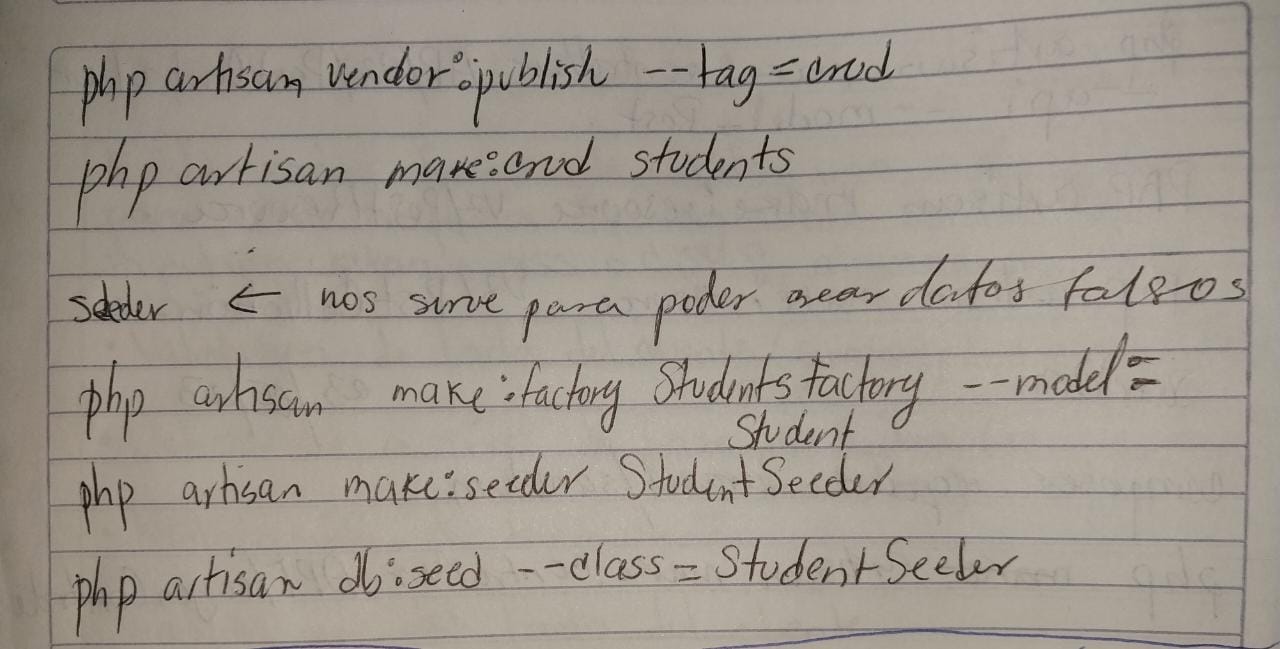 php artisan vendor:publish --tag=crud
php artisan make:crud students
seeder ← nos sirve para poder crear datos falsos
php artisan make:factory Studentsfactory --model=
Student
php artisan make:seeder StudentSeeder
php artisan db:seed --class=StudentSeeder